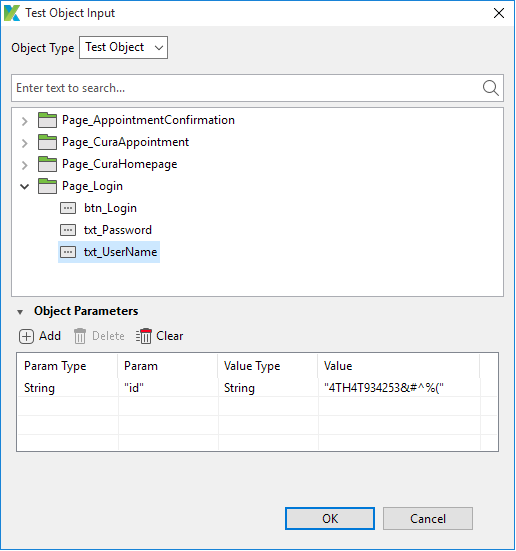 Test Object Input
Object Type Test Object
Enter text to search...
Page_AppointmentConfirmation
Page_CuraAppointment
Page_CuraHomepage
Page_Login
btn_Login
txt_Password
txt_UserName
Object Parameters
Add Delete Clear
Param Type Param Value Type Value
String "id" String "4TH4T934253&#^%("
OK Cancel